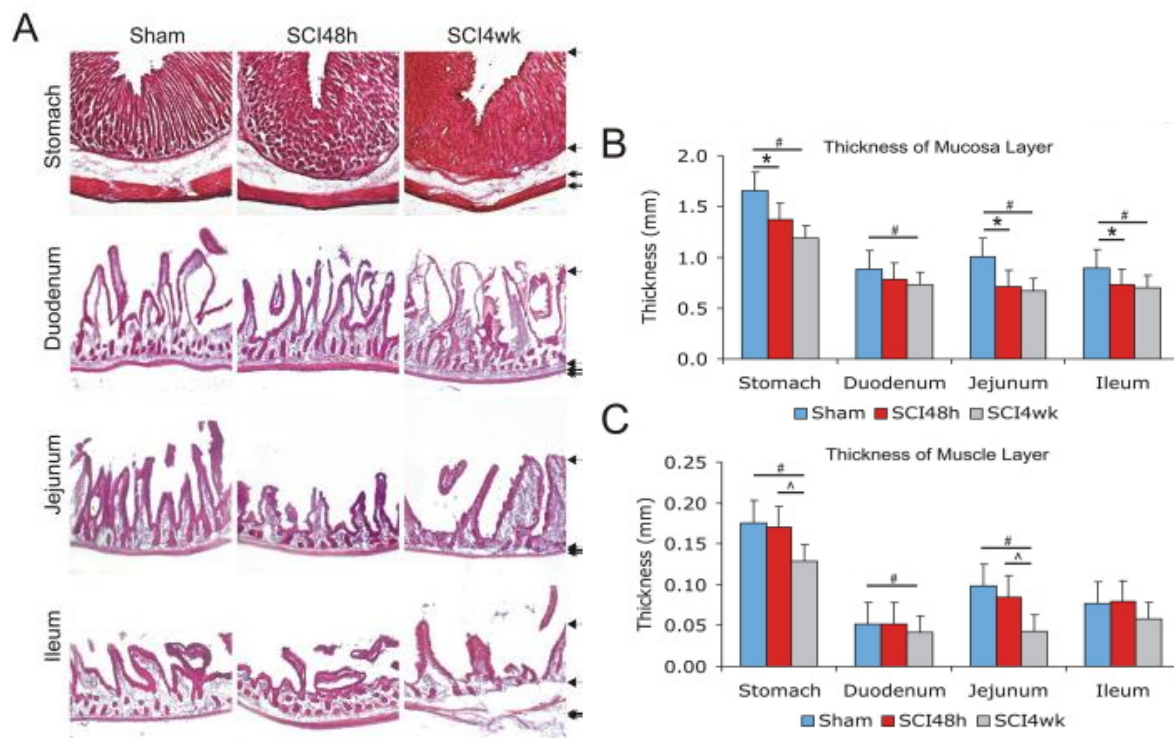 A
Sham SCI48h SCI4wk
Stomach
Duodenum
Jejunum
Ileum
B
Thickness of Mucosa Layer
Thickness (mm)
2.0
1.5
1.0
0.5
0.0
#
*
#
#
*
#
*
Stomach Duodenum Jejunum Ileum
Sham SCI48h SCI4wk
C
Thickness of Muscle Layer
Thickness (mm)
0.25
0.20
0.15
0.10
0.05
0.00
#
^
#
#
^
Stomach Duodenum Jejunum Ileum
Sham SCI48h SCI4wk